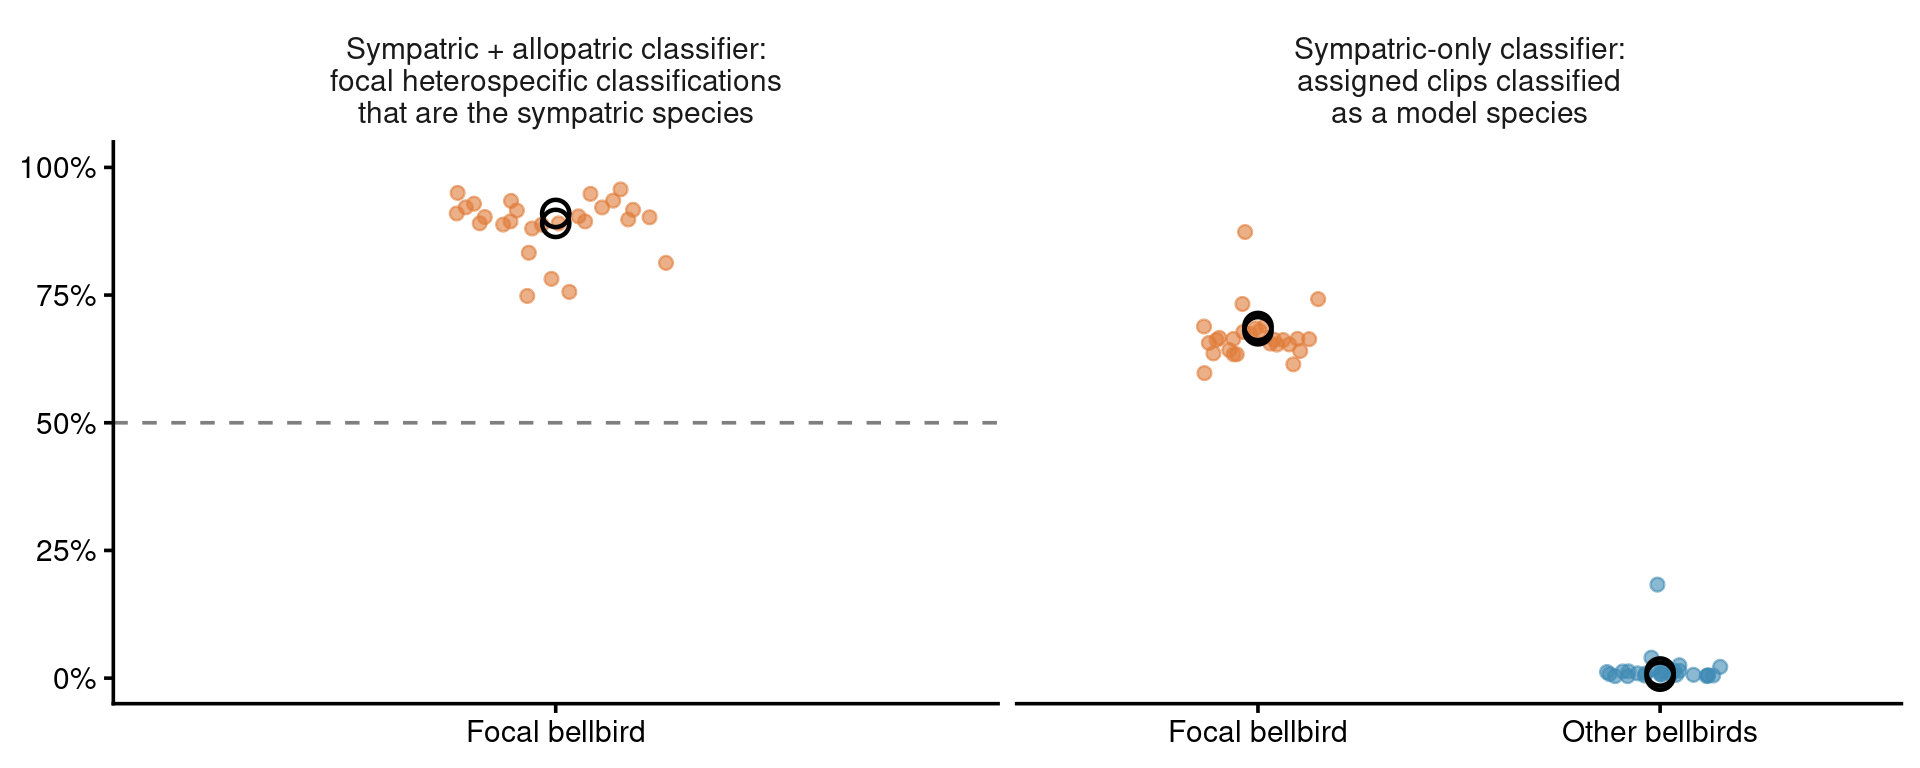 Sympatric + allopatric classifier:
focal heterospecific classifications
that are the sympatric species
Sympatric-only classifier:
assigned clips classified
as a model species
100%
75%
50%
25%
0%
Focal bellbird
Focal bellbird
Other bellbirds